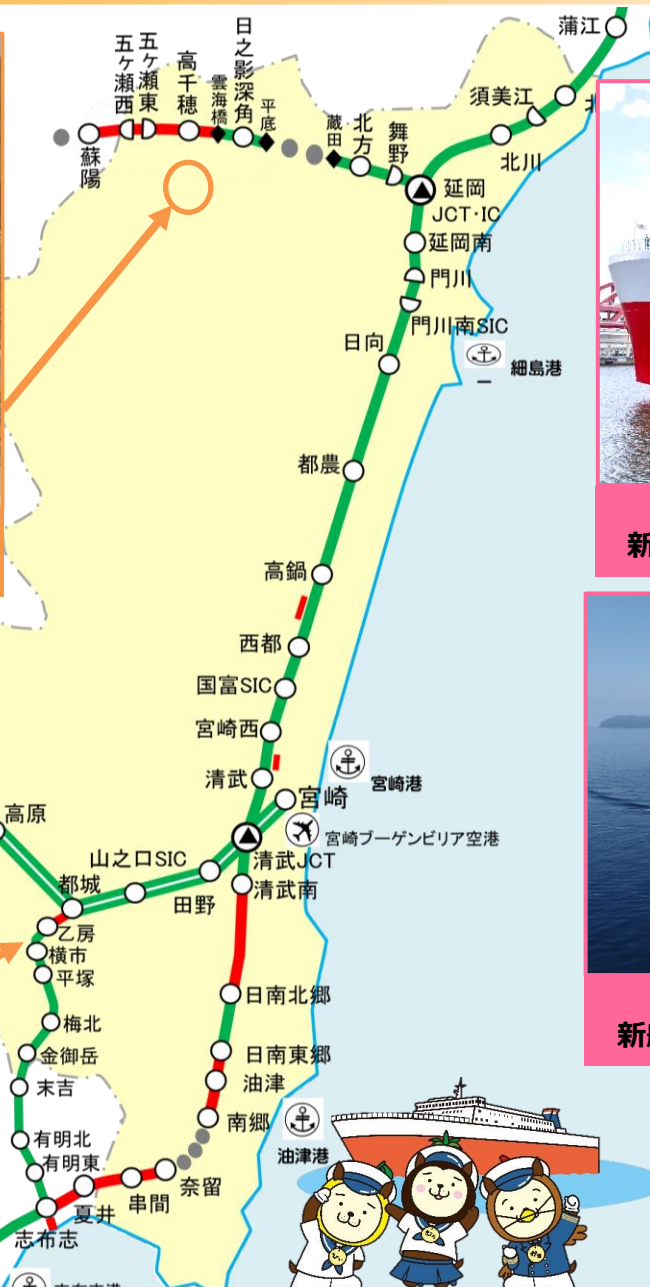 蒲江
日之影深角
五ヶ瀬東
五ヶ瀬西
高千穂
雲海橋
平底
須美江
蔵田
北方
舞野
北川
蘇陽
延岡
JCT・IC
延岡南
門川
門川南SIC
日向
細島港
都農
高鍋
西都
国富SIC
宮崎西
清武
宮崎
宮崎港
高原
宮崎ブーゲンビリア空港
山之口SIC
清武JCT
都城
田野
清武南
乙房
横市
平塚
日南北郷
梅北
金御岳
日南東郷
末吉
油津
南郷
油津港
有明北
有明東
奈留
串間
夏井
志布志
新
新